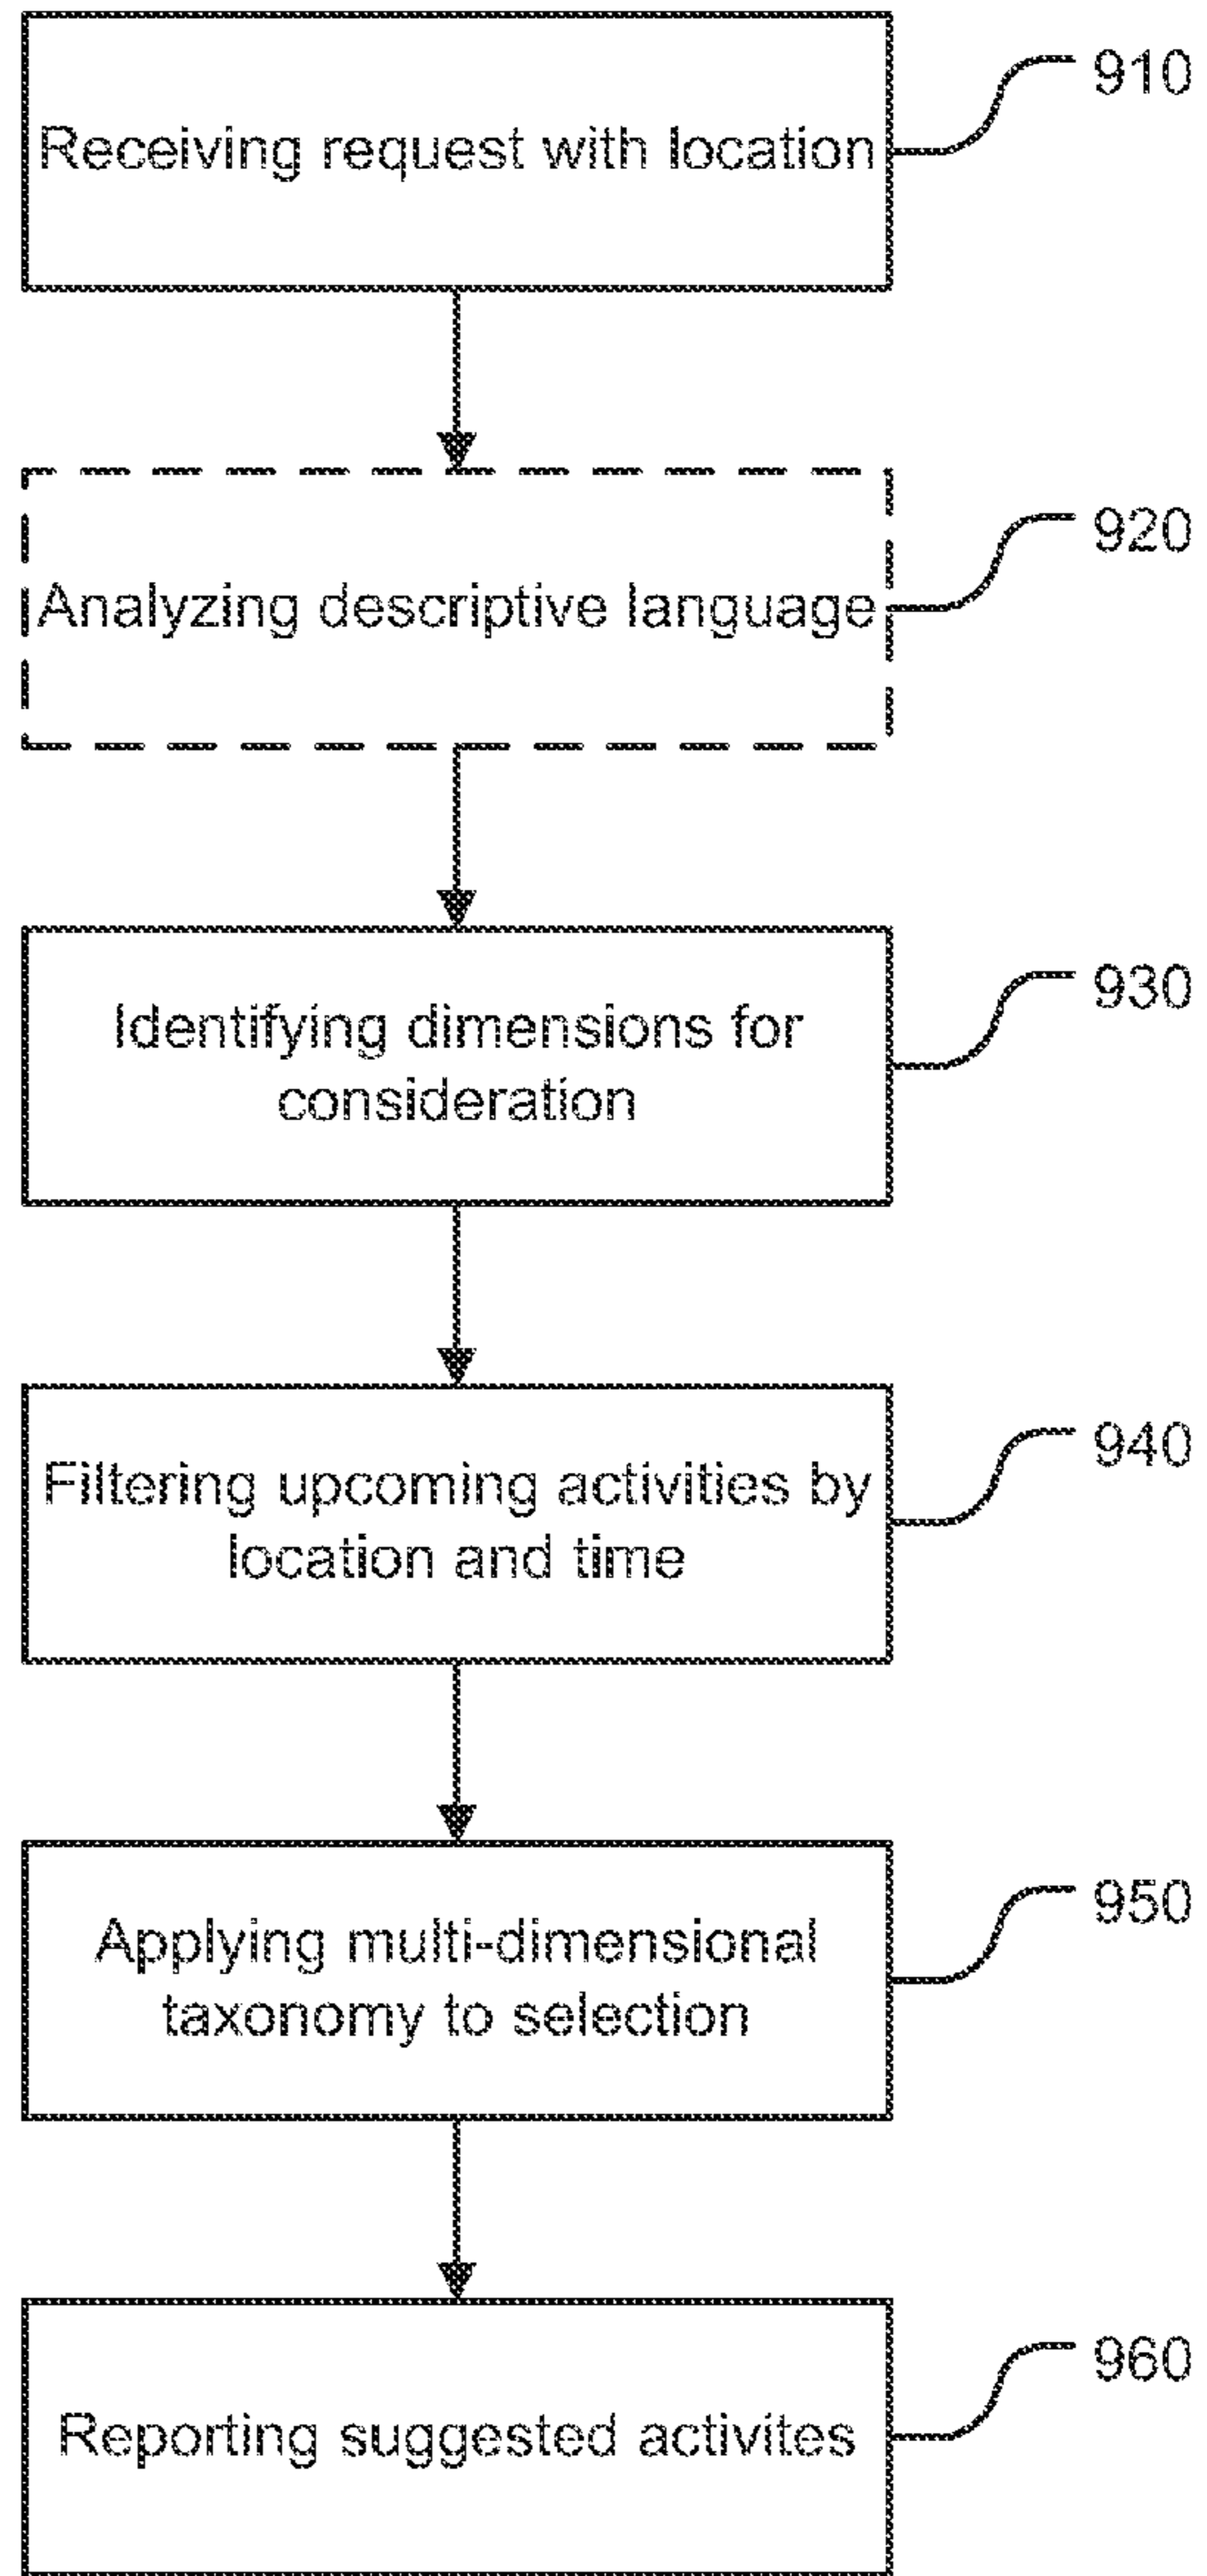 Receiving request with location
910
Analyzing descriptive language
920
Identifying dimensions for
consideration
930
Filtering upcoming activities by
location and time
940
Applying multi-dimensional
taxonomy to selection
950
Reporting suggested activites
960